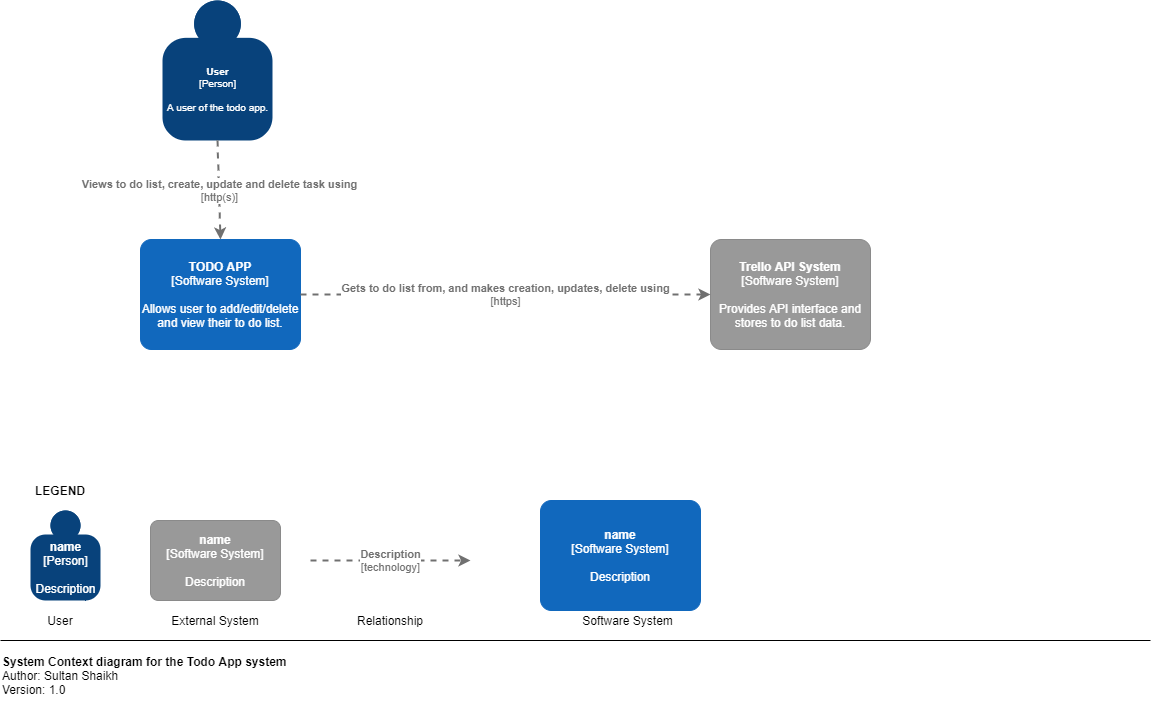 User
[Person]
A user of the todo app.
Views to do list, create, update and delete task using
[http(s)]
TODO APP
[Software System]
Allows user to add/edit/delete
and view their to do list.
Gets to do list from, and makes creation, updates, delete using
[https]
Trello API System
[Software System]
Provides API interface and
stores to do list data.
LEGEND
name
[Person]
Description
User
name
[Software System]
Description
External System
Description
[technology]
Relationship
name
[Software System]
Description
Software System
System Context diagram for the Todo App system
Author: Sultan Shaikh
Version: 1.0